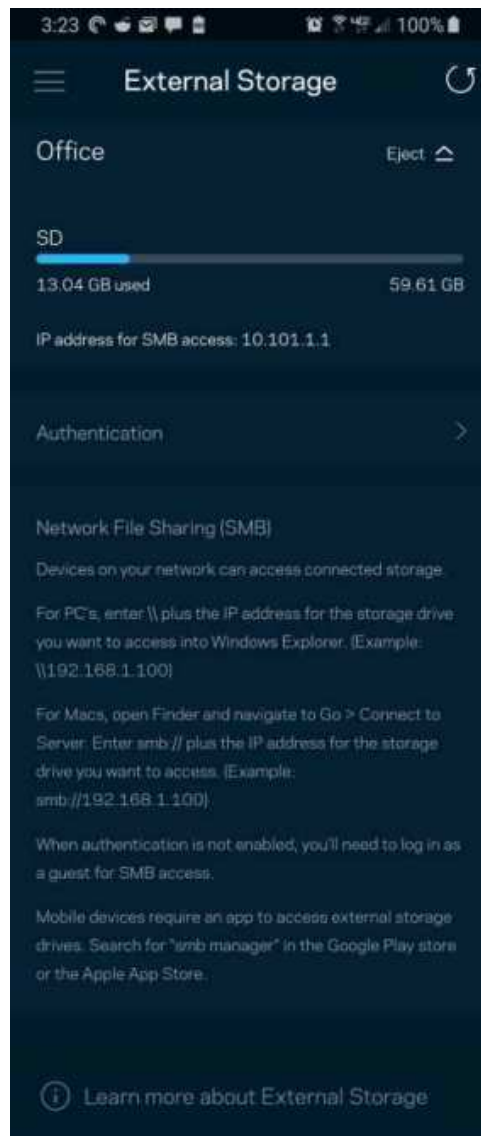 3:23 100%
External Storage
Office Eject
SD
13.04 GB used 59.61 GB
IP address for SMB access: 10.101.1.1
Authentication
Network File Sharing (SMB)
Devices on your network can access connected storage.
For PC's, enter \\ plus the IP address for the storage drive
you want to access into Windows Explorer. (Example:
\\192.168.1.100)
For Macs, open Finder and navigate to Go > Connect to
Server. Enter smb:// plus the IP address for the storage
drive you want to access. (Example:
smb://192.168.1.100)
When authentication is not enabled, you'll need to log in as
a guest for SMB access.
Mobile devices require an app to access external storage
drives. Search for "smb manager" in the Google Play store
or the Apple App Store.
Learn more about External Storage